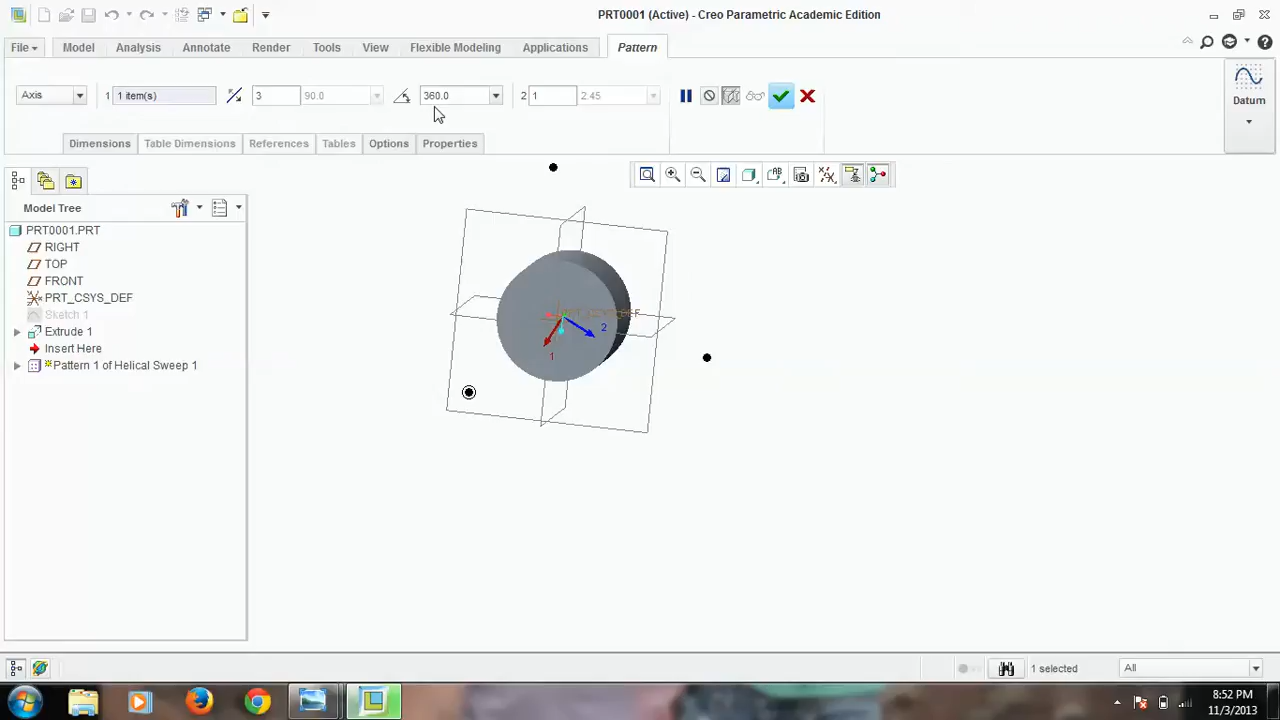 PRT0001 (Active) - Creo Parametric Academic Edition
File Model Analysis Annotate Render Tools View Flexible Modeling Applications Pattern
Axis 1 1 item(s) 3 90.0 360.0 2 1 2.45
Datum
Dimensions Table Dimensions References Tables Options Properties
Model Tree
PRT0001.PRT
RIGHT
TOP
FRONT
PRT_CSYS_DEF
Sketch 1
Extrude 1
Insert Here
Pattern 1 of Helical Sweep 1
2
1
1 selected All
8:52 PM
11/3/2013